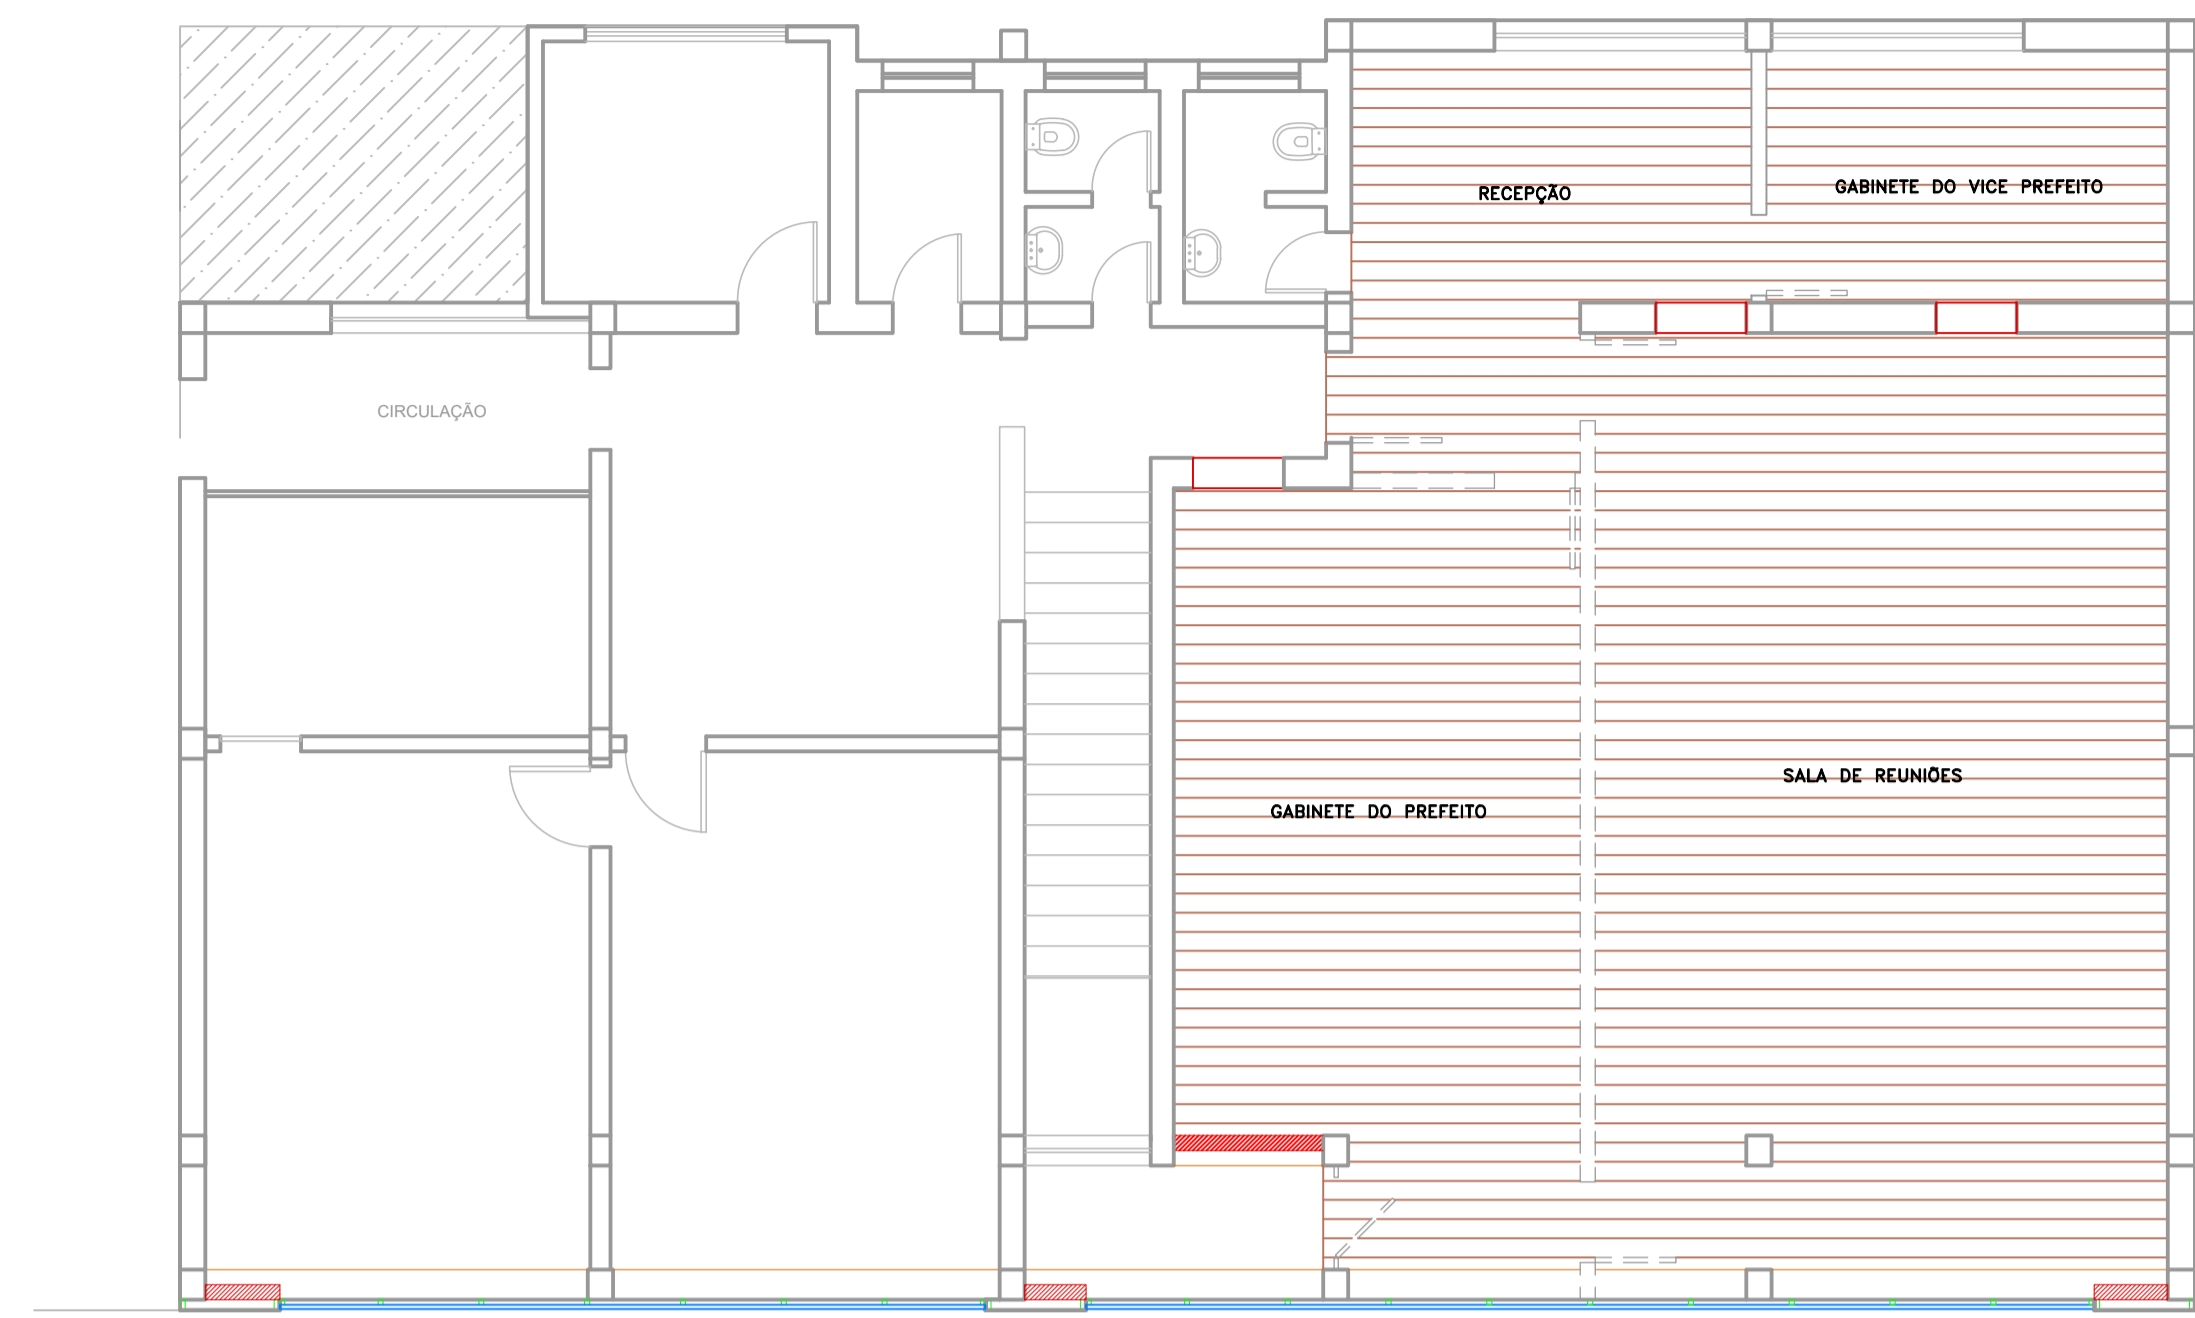 RECEPÇÃO
GABINETE DO VICE PREFEITO
CIRCULAÇÃO
SALA DE REUNIÕES
GABINETE DO PREFEITO